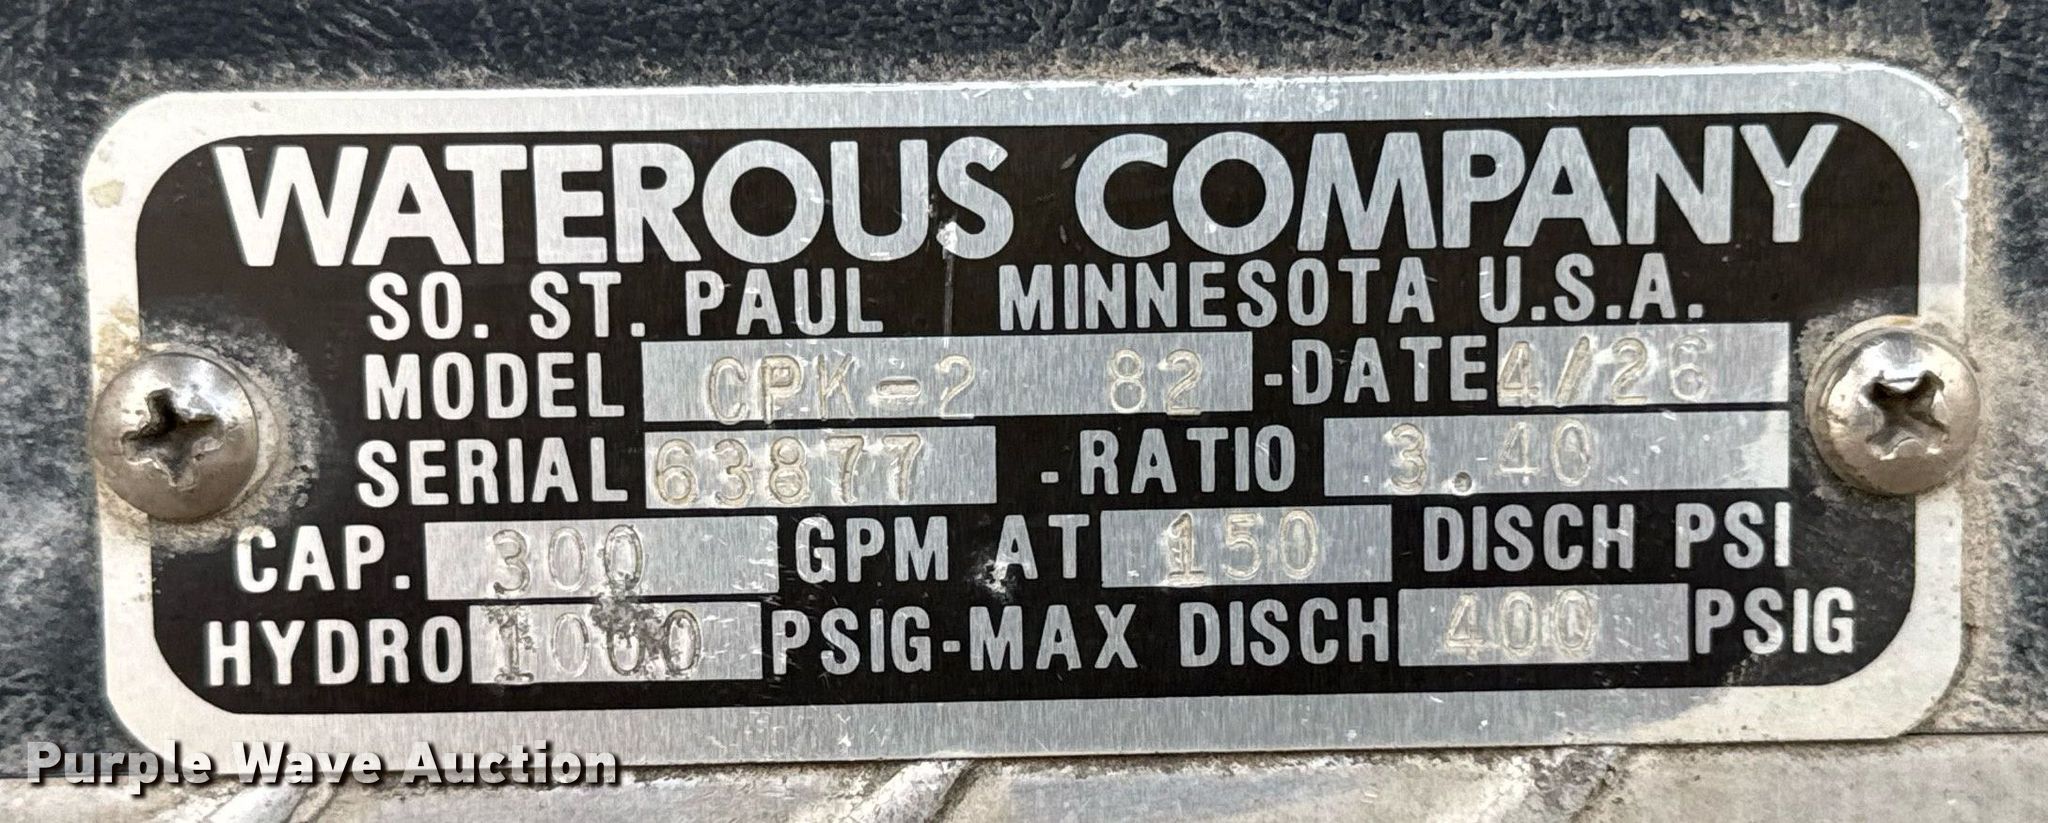 WATEROUS COMPANY
SO. ST. PAUL MINNESOTA U.S.A.
MODEL CPK-2 82 -DATE 4/26
SERIAL 63877 -RATIO 3.40
CAP. 300 GPM AT 150 DISCH PSI
HYDRO 1000 PSIG-MAX DISCH 400 PSIG
Purple Wave Auction